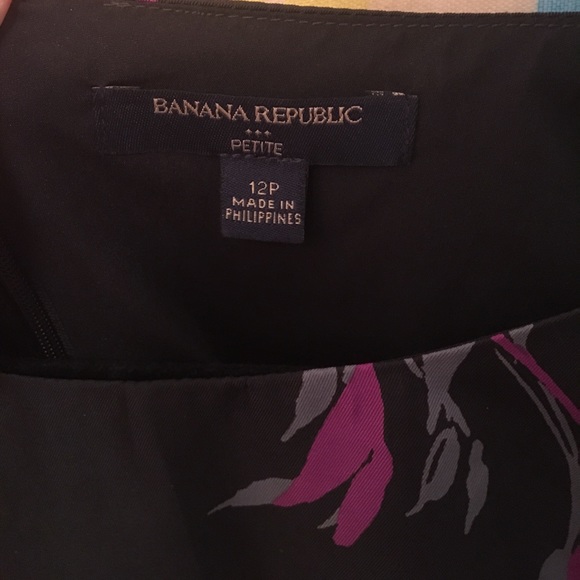 BANANA REPUBLIC
PETITE
12P
MADE IN
PHILIPPINES